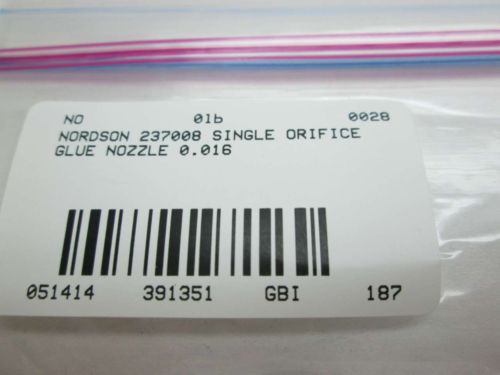 NO 01b 0028
NORDSON 237008 SINGLE ORIFICE
GLUE NOZZLE 0.016
051414 391351 GBI 187